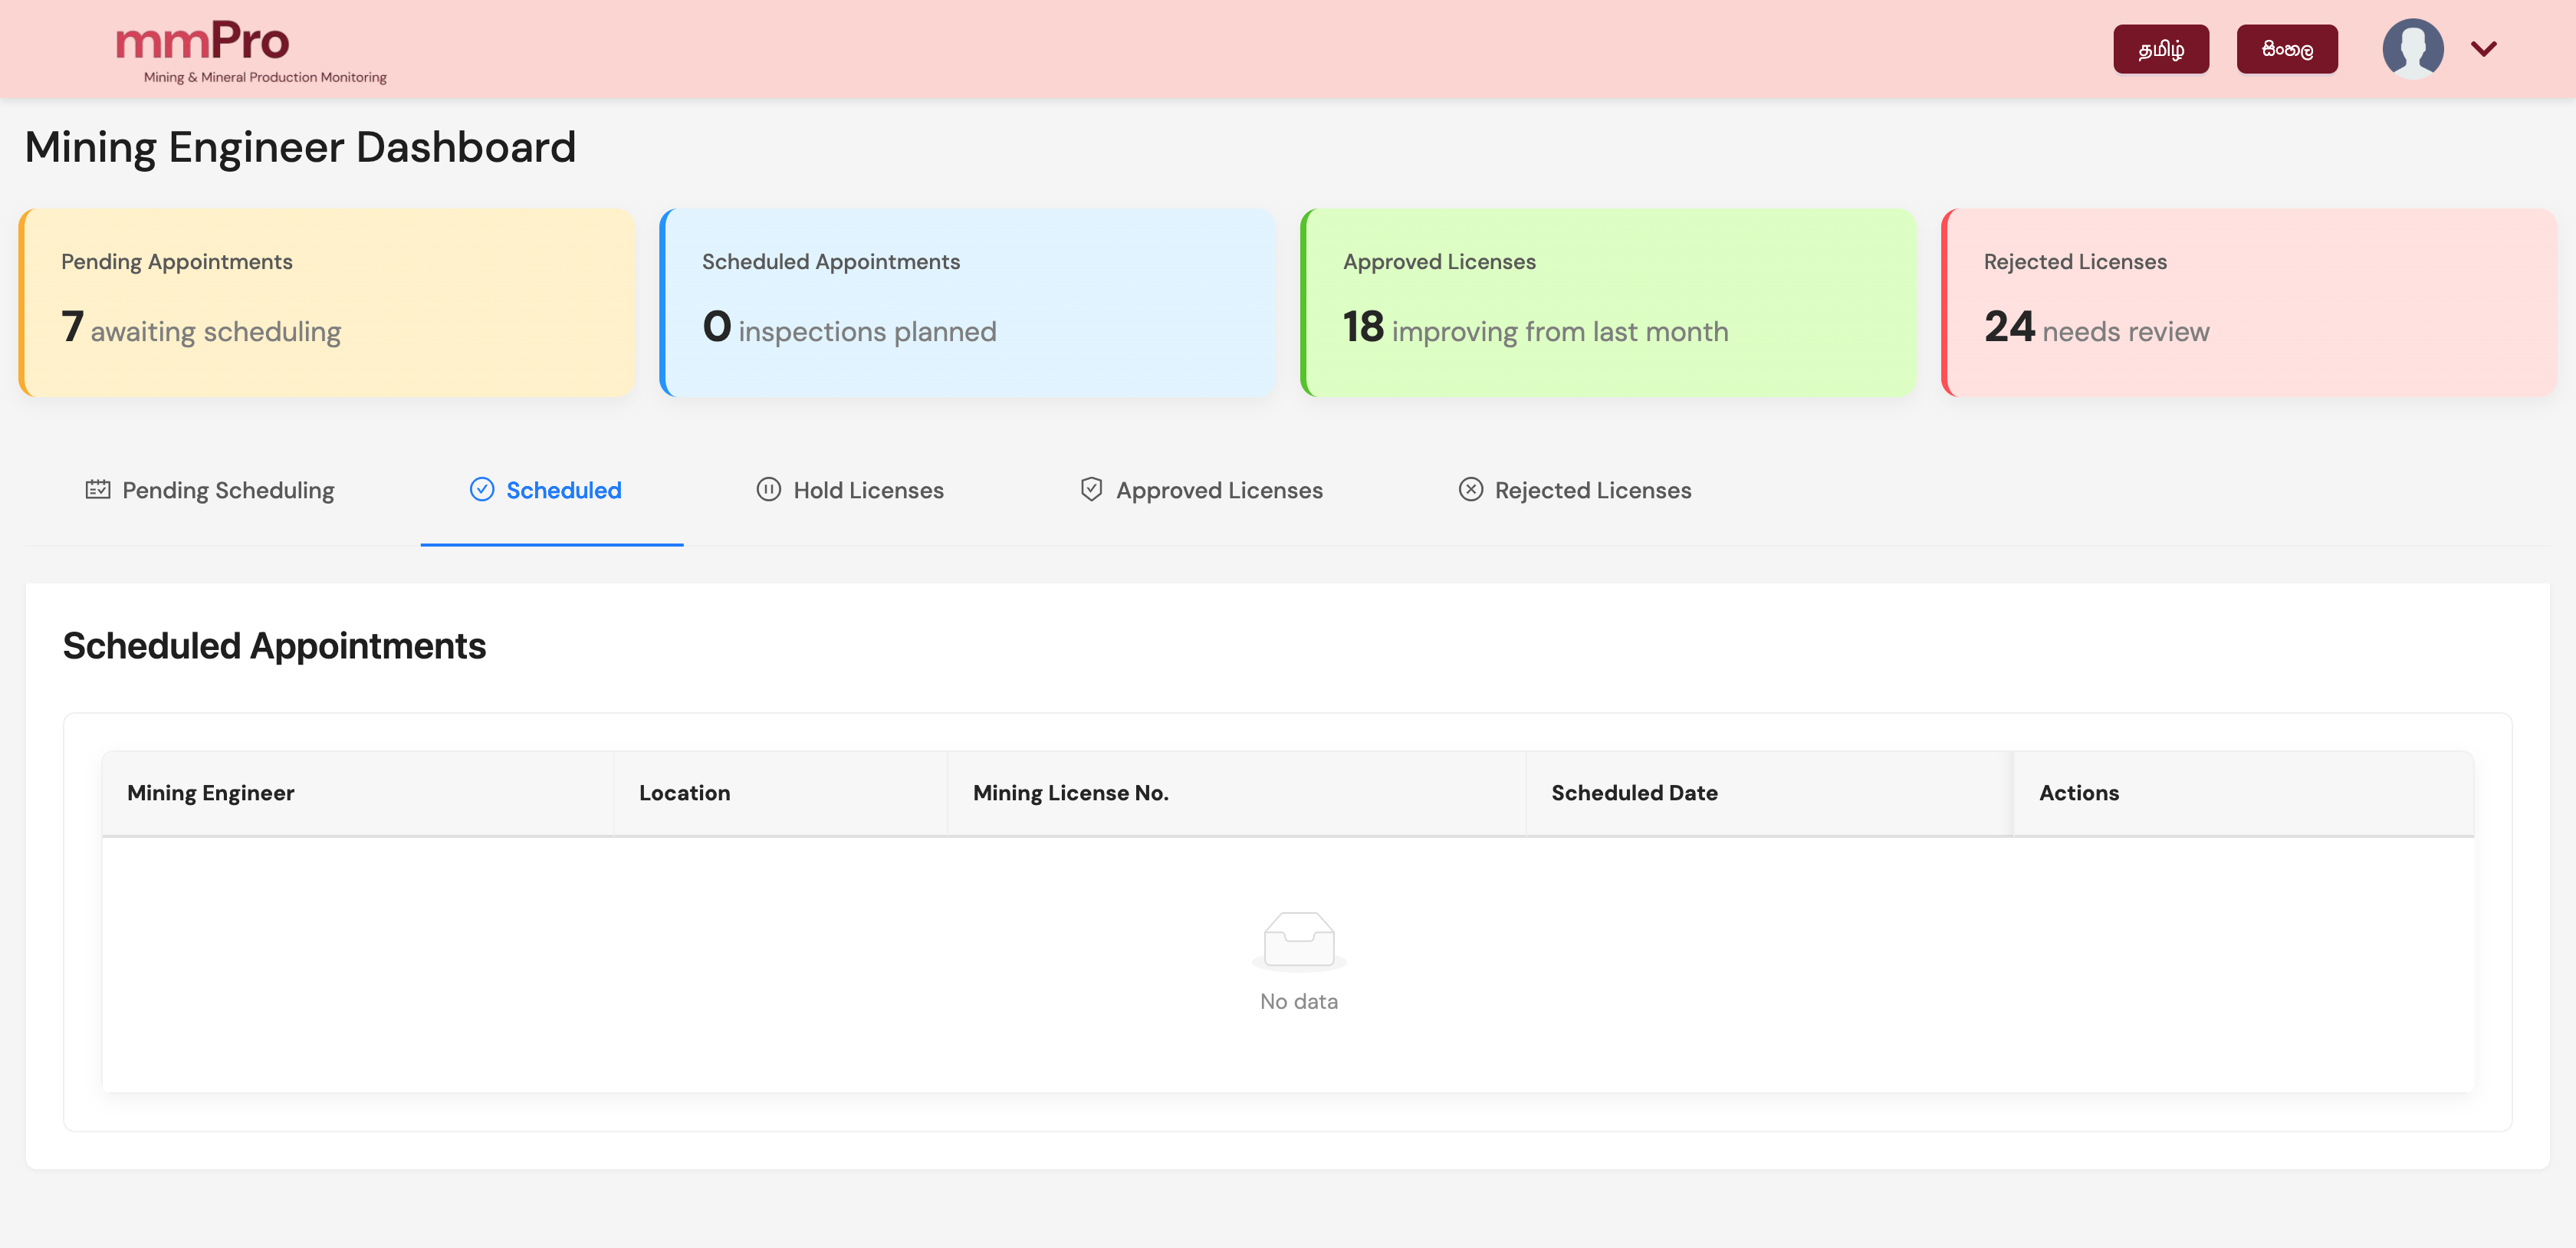 mmPro
Mining & Mineral Production Monitoring
தமிழ்
සිංහල
Mining Engineer Dashboard
Pending Appointments
7 awaiting scheduling
Scheduled Appointments
0 inspections planned
Approved Licenses
18 improving from last month
Rejected Licenses
24 needs review
Pending Scheduling
Scheduled
Hold Licenses
Approved Licenses
Rejected Licenses
Scheduled Appointments
Mining Engineer
Location
Mining License No.
Scheduled Date
Actions
No data